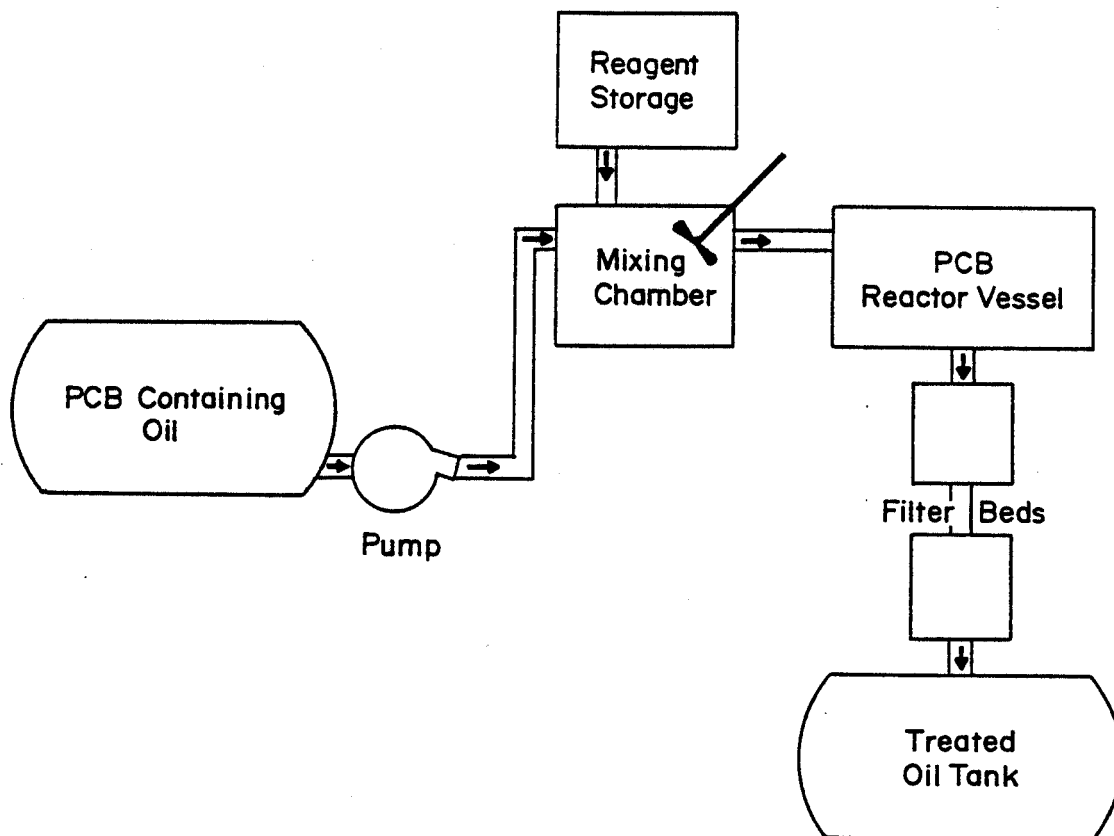 Reagent
Storage
Mixing
Chamber
PCB
Reactor Vessel
PCB Containing
Oil
Pump
Filter Beds
Treated
Oil Tank